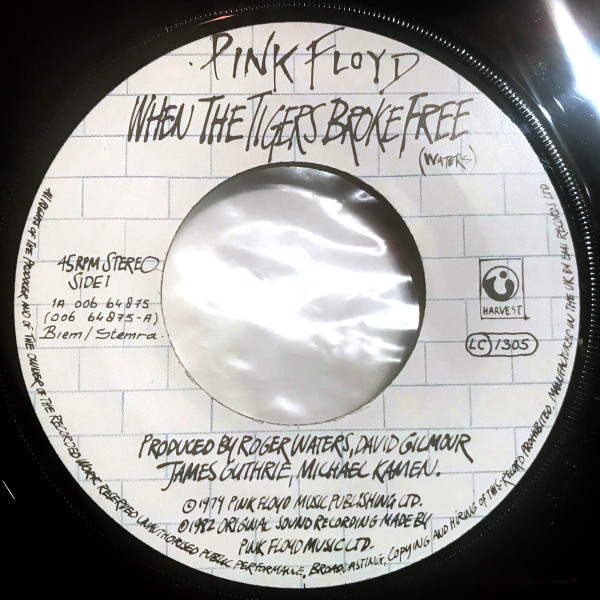 PINK FLOYD
WHEN THE TIGERS BROKE FREE
(WATERS)
45RPM STEREO
SIDE 1
1A 006 64875
(006 64875-A)
Biem/Stemra.
HARVEST
LC 1305
PRODUCED BY ROGER WATERS, DAVID GILMOUR
JAMES GUTHRIE, MICHAEL KAMEN.
© 1979 PINK FLOYD MUSIC PUBLISHING LTD.
℗ 1982 ORIGINAL SOUND RECORDING MADE BY
PINK FLOYD MUSIC LTD.
ALL RIGHTS OF THE PRODUCER AND OF THE OWNER OF THE RECORDED WORK RESERVED UNAUTHORISED PUBLIC PERFORMANCE, BROADCASTING, COPYING AND HIRING OF THIS RECORD PROHIBITED. MANUFACTURED IN THE UK BY EMI RECORDS LTD.